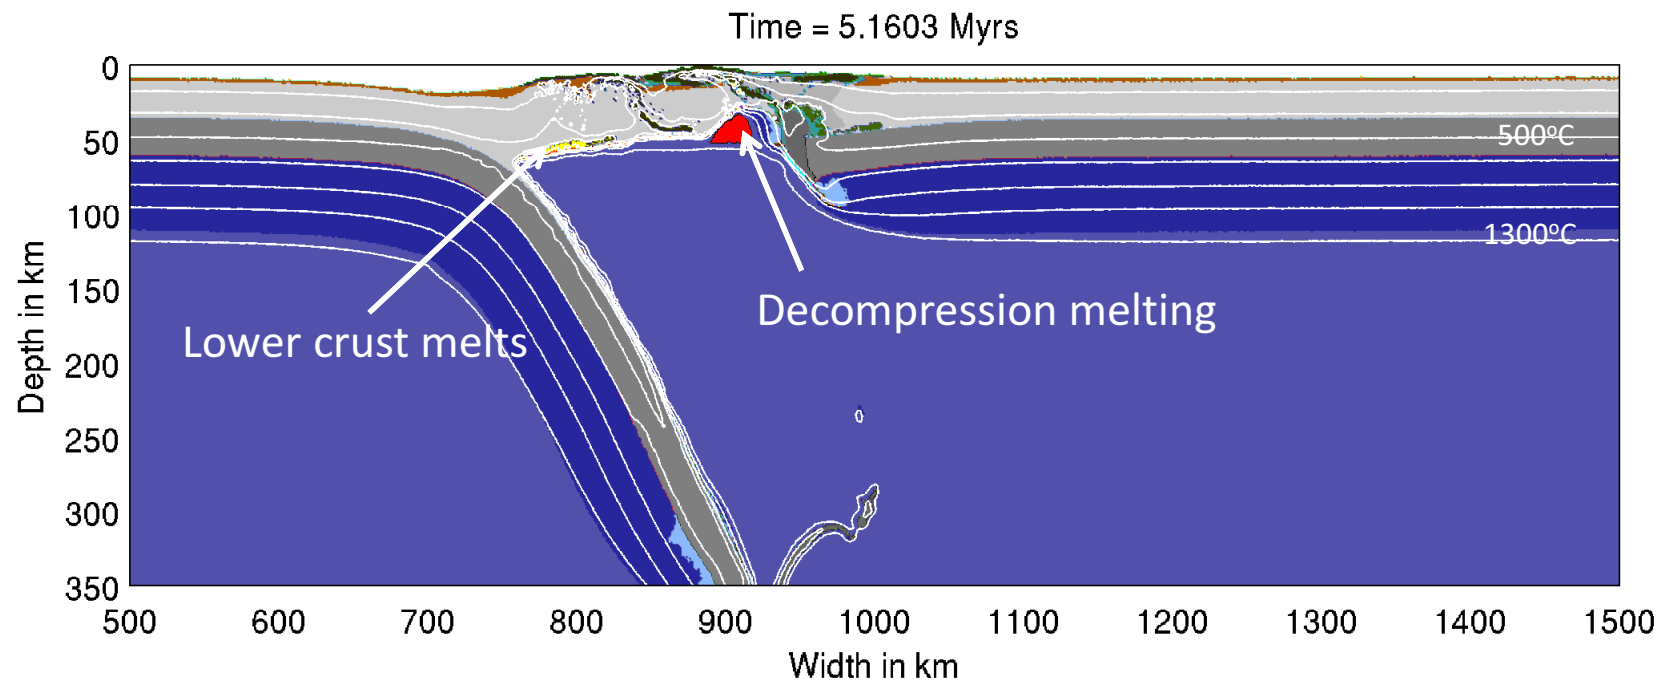 Time = 5.1603 Myrs
0
50
100
150
200
250
300
350
Depth in km
500°C
1300°C
Lower crust melts
Decompression melting
500 600 700 800 900 1000 1100 1200 1300 1400 1500
Width in km